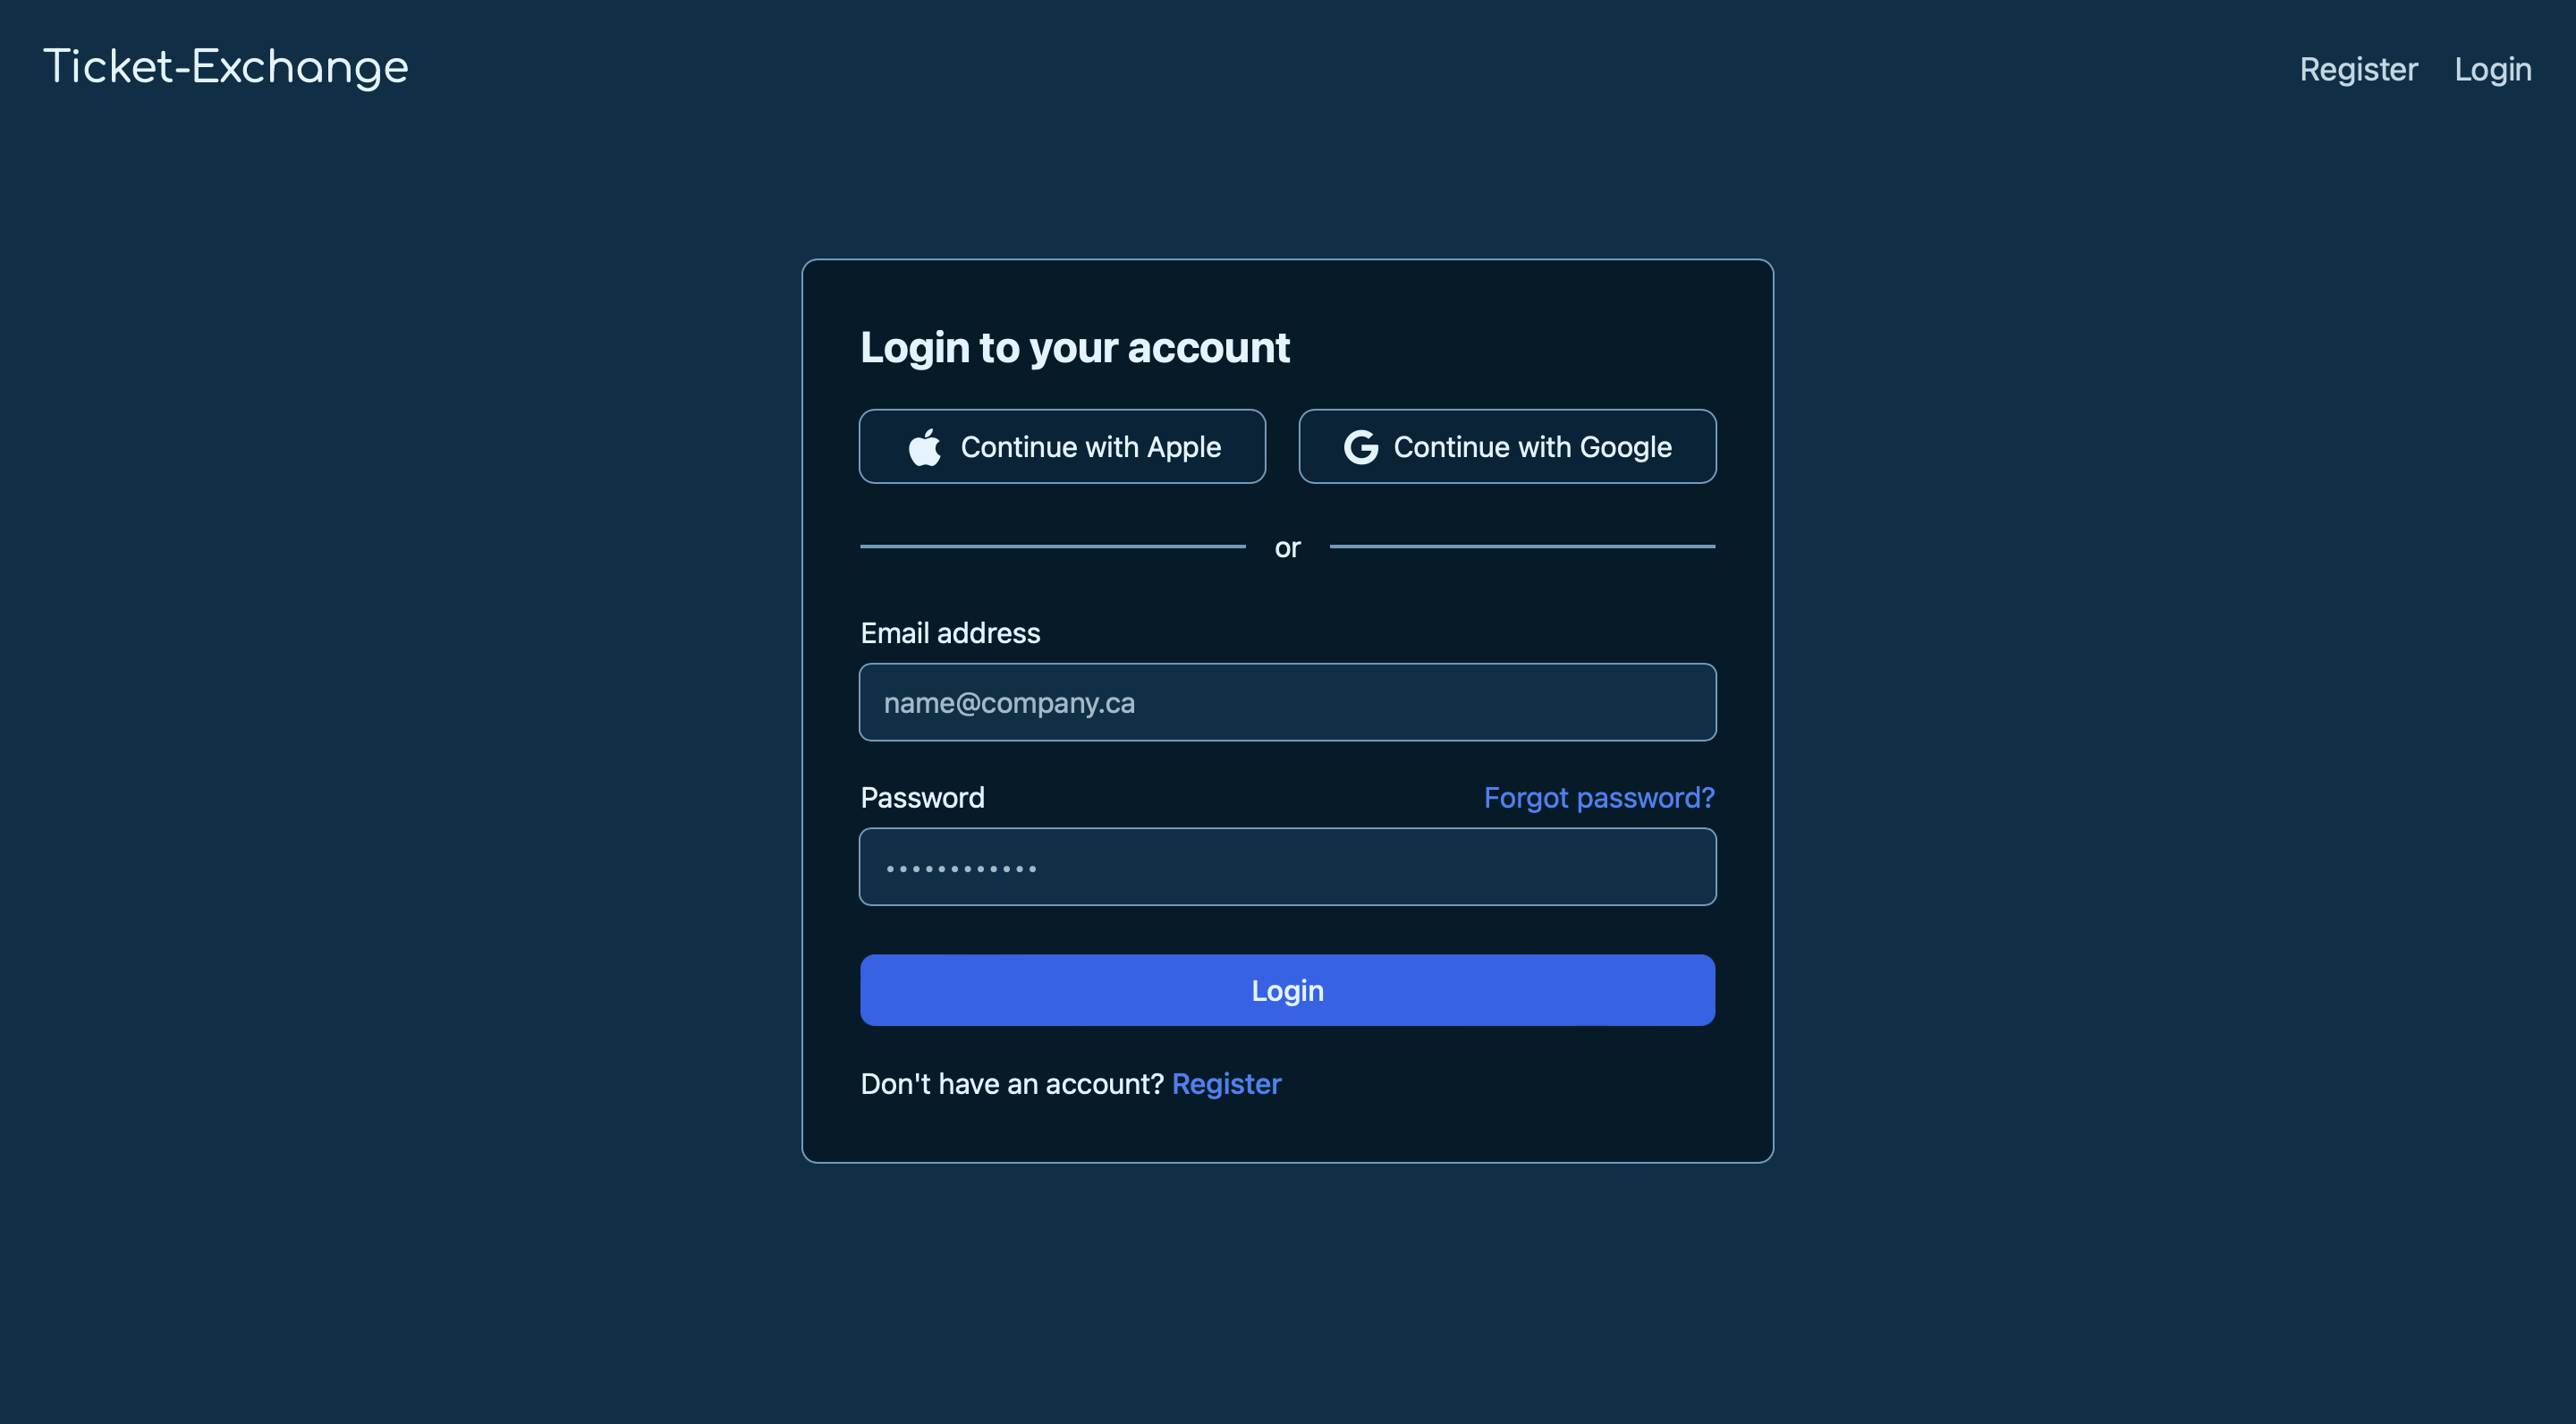 Ticket-Exchange
Register Login
Login to your account
Continue with Apple
Continue with Google
or
Email address
name@company.ca
Password Forgot password?
••••••••••••
Login
Don't have an account? Register